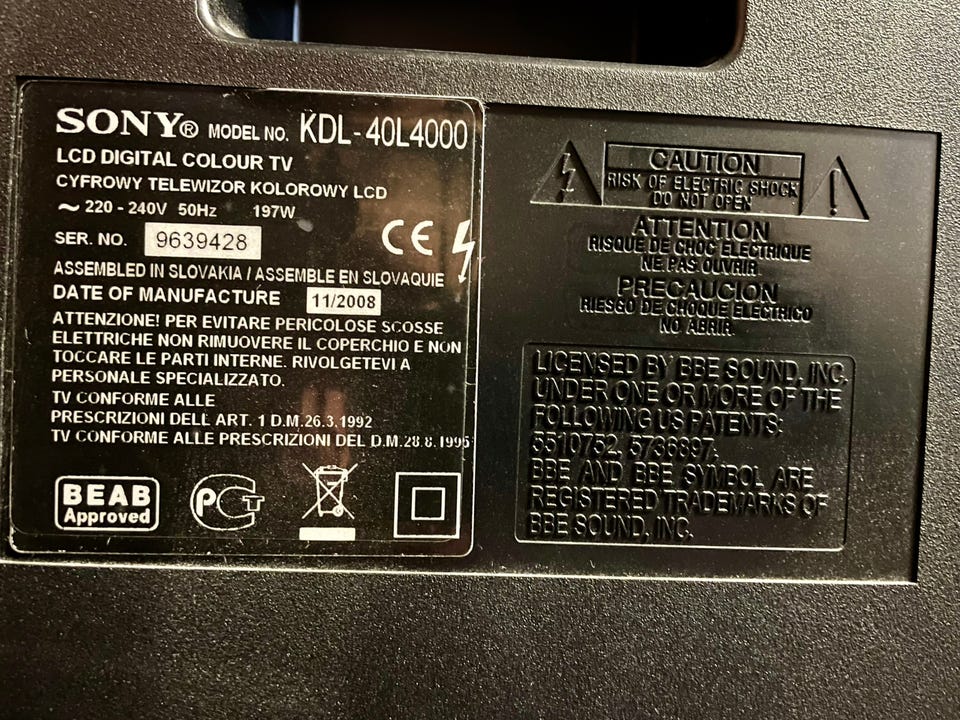 SONY® MODEL NO. KDL-40L4000
LCD DIGITAL COLOUR TV
CYFROWY TELEWIZOR KOLOROWY LCD
~ 220 - 240V 50Hz 197W
SER. NO. 9639428
CE
ASSEMBLED IN SLOVAKIA / ASSEMBLE EN SLOVAQUIE
DATE OF MANUFACTURE 11/2008
ATTENZIONE! PER EVITARE PERICOLOSE SCOSSE
ELETTRICHE NON RIMUOVERE IL COPERCHIO E NON
TOCCARE LE PARTI INTERNE. RIVOLGETEVI A
PERSONALE SPECIALIZZATO.
TV CONFORME ALLE
PRESCRIZIONI DELL ART. 1 D.M.26.3.1992
TV CONFORME ALLE PRESCRIZIONI DEL D.M.28.8.1995
BEAB
Approved
PCT
CAUTION
RISK OF ELECTRIC SHOCK
DO NOT OPEN
ATTENTION
RISQUE DE CHOC ELECTRIQUE
NE PAS OUVRIR.
PRECAUCION
RIESGO DE CHOQUE ELECTRICO
NO ABRIR.
LICENSED BY BBE SOUND, INC.
UNDER ONE OR MORE OF THE
FOLLOWING US PATENTS:
5510752, 5736897.
BBE AND BBE SYMBOL ARE
REGISTERED TRADEMARKS OF
BBE SOUND, INC.